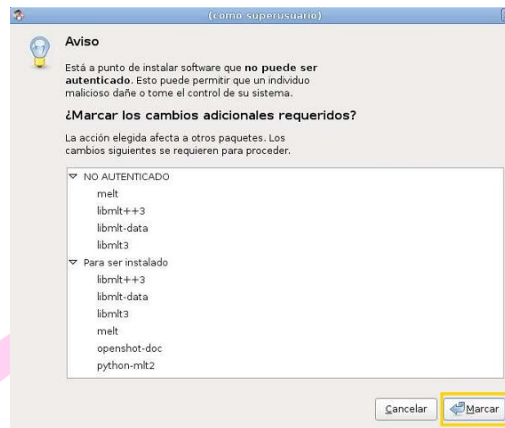 (como superusuario)
Aviso
Está a punto de instalar software que no puede ser
autenticado. Esto puede permitir que un individuo
malicioso dañe o tome el control de su sistema.
¿Marcar los cambios adicionales requeridos?
La acción elegida afecta a otros paquetes. Los
cambios siguientes se requieren para proceder.
NO AUTENTICADO
melt
libmlt++3
libmlt-data
libmlt3
Para ser instalado
libmlt++3
libmlt-data
libmlt3
melt
openshot-doc
python-mlt2
Cancelar
Marcar